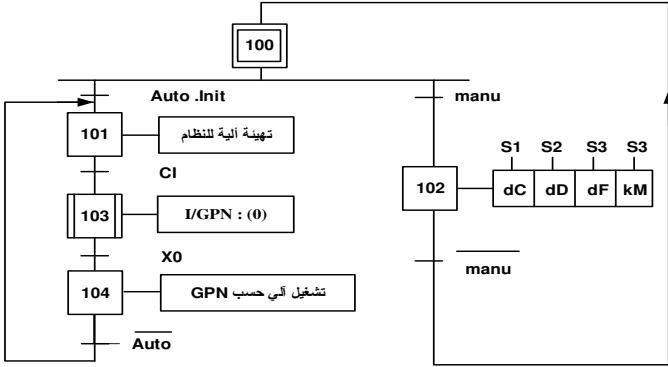 100
Auto .Init
manu
101
تهيئة ألية للنظام
S1 S2 S3 S3
102
dC dD dF kM
CI
103
I/GPN : (0)
X0
manu
104
تشغيل آلي حسب GPN
Auto